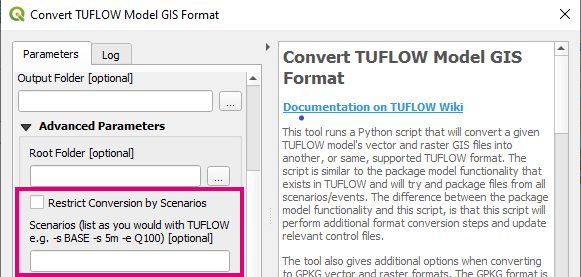 Convert TUFLOW Model GIS Format
Parameters
Log
Output Folder [optional]
...
Advanced Parameters
Root Folder [optional]
...
Restrict Conversion by Scenarios
Scenarios (list as you would with TUFLOW
e.g. -s BASE -s 5m -e Q100) [optional]
Convert TUFLOW Model GIS
Format
Documentation on TUFLOW Wiki
This tool runs a Python script that will convert a given
TUFLOW model's vector and raster GIS files into
another, or same, supported TUFLOW format. The
script is similar to the package model functionality that
exists in TUFLOW and will try and package files from all
scenarios/events. The difference between the package
model functionality and this script, is that this script will
perform additional format conversion steps and update
relevant control files.
The tool also gives additional options when converting
to GPKG vector and raster formats. The GPKG format is